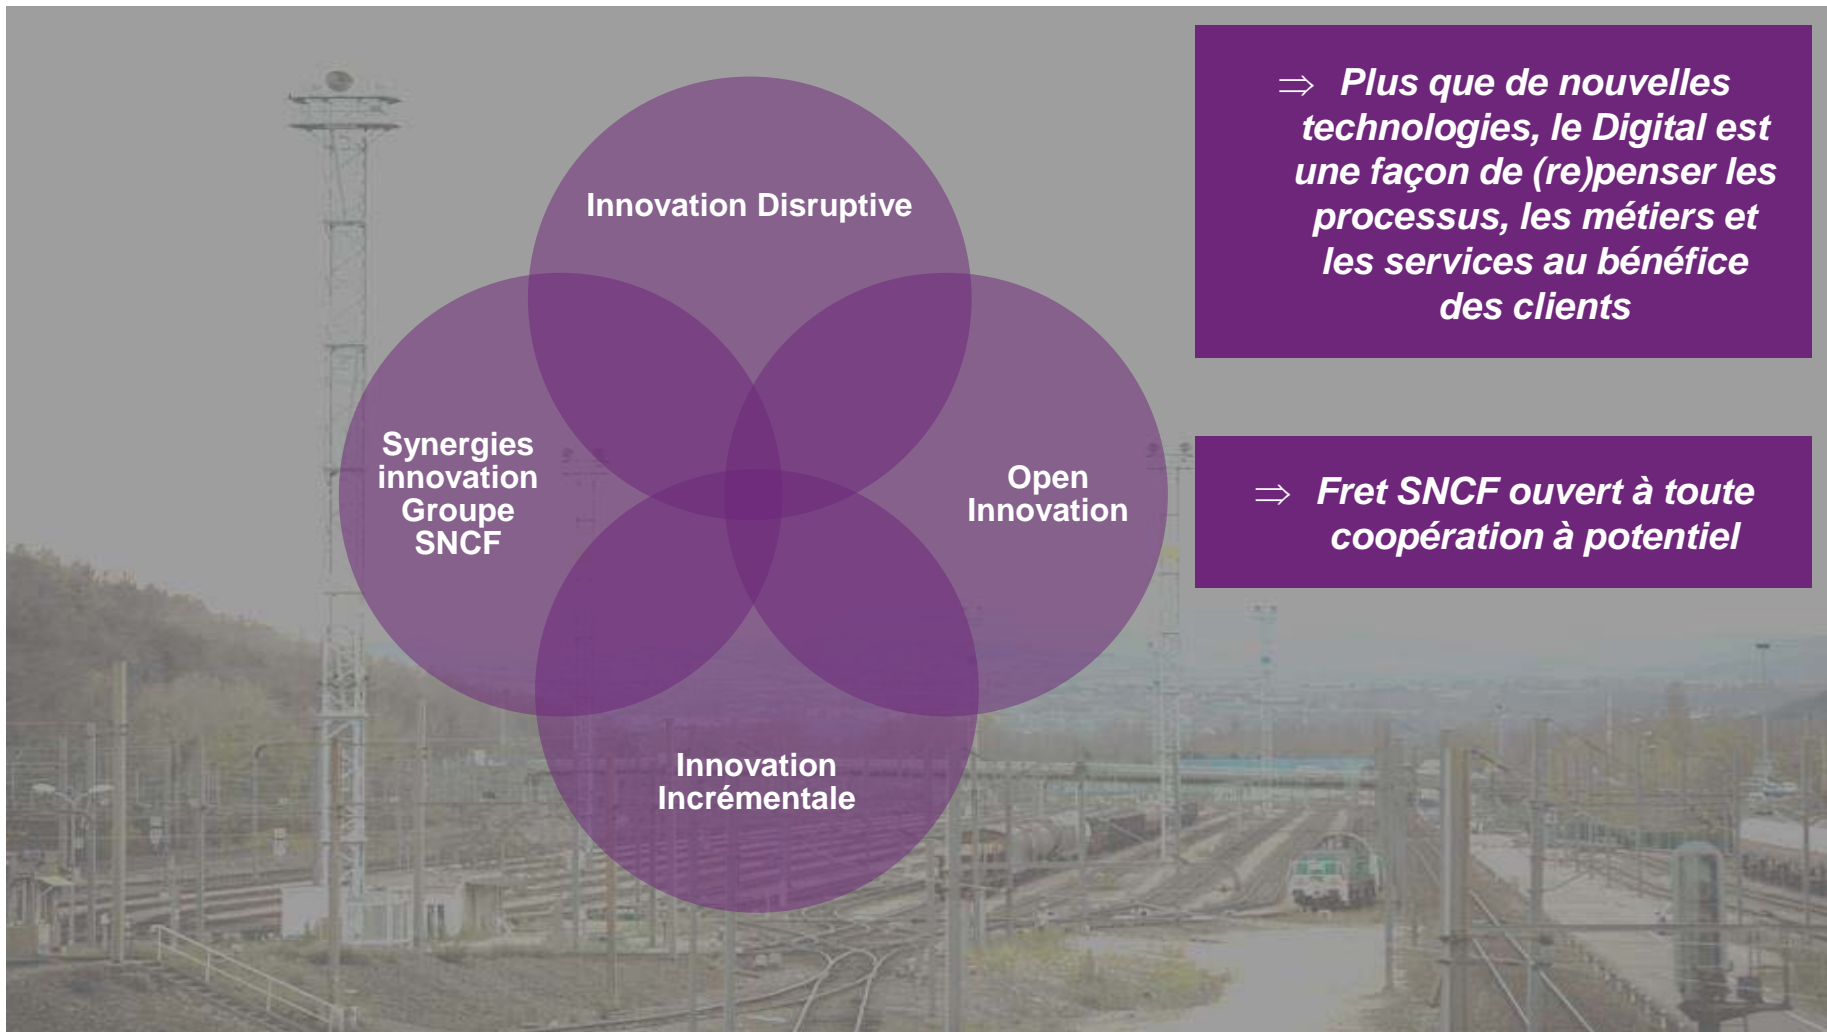 Innovation Disruptive
Synergies
innovation
Groupe
SNCF
Open
Innovation
Innovation
Incrémentale
⇒ Plus que de nouvelles
technologies, le Digital est
une façon de (re)penser les
processus, les métiers et
les services au bénéfice
des clients
⇒ Fret SNCF ouvert à toute
coopération à potentiel